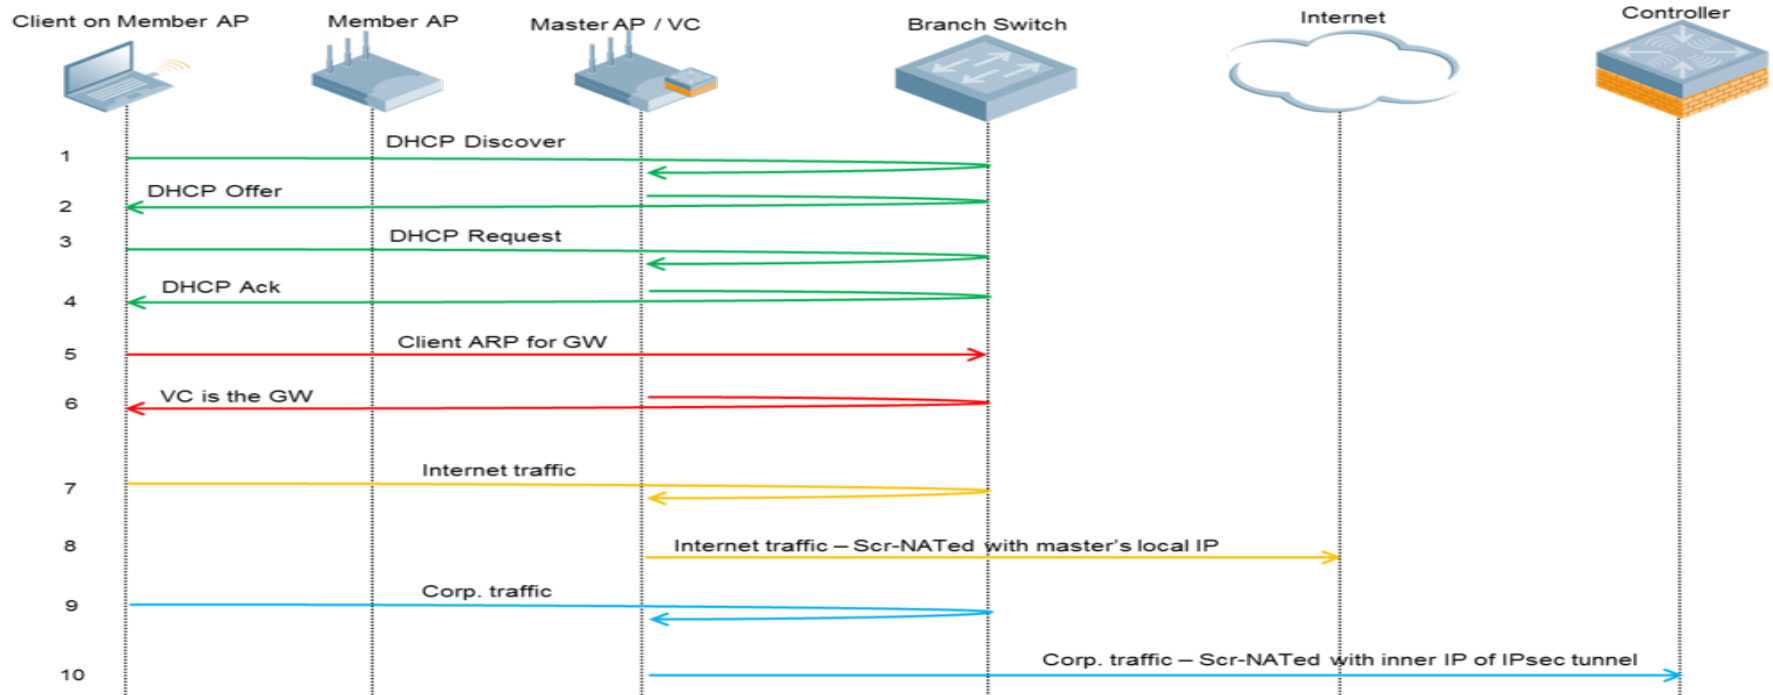 Client on Member AP
Member AP
Master AP / VC
Branch Switch
Internet
Controller
1
DHCP Discover
2
DHCP Offer
3
DHCP Request
4
DHCP Ack
5
Client ARP for GW
6
VC is the GW
7
Internet traffic
8
Internet traffic – Scr-NATed with master's local IP
9
Corp. traffic
10
Corp. traffic – Scr-NATed with inner IP of IPsec tunnel